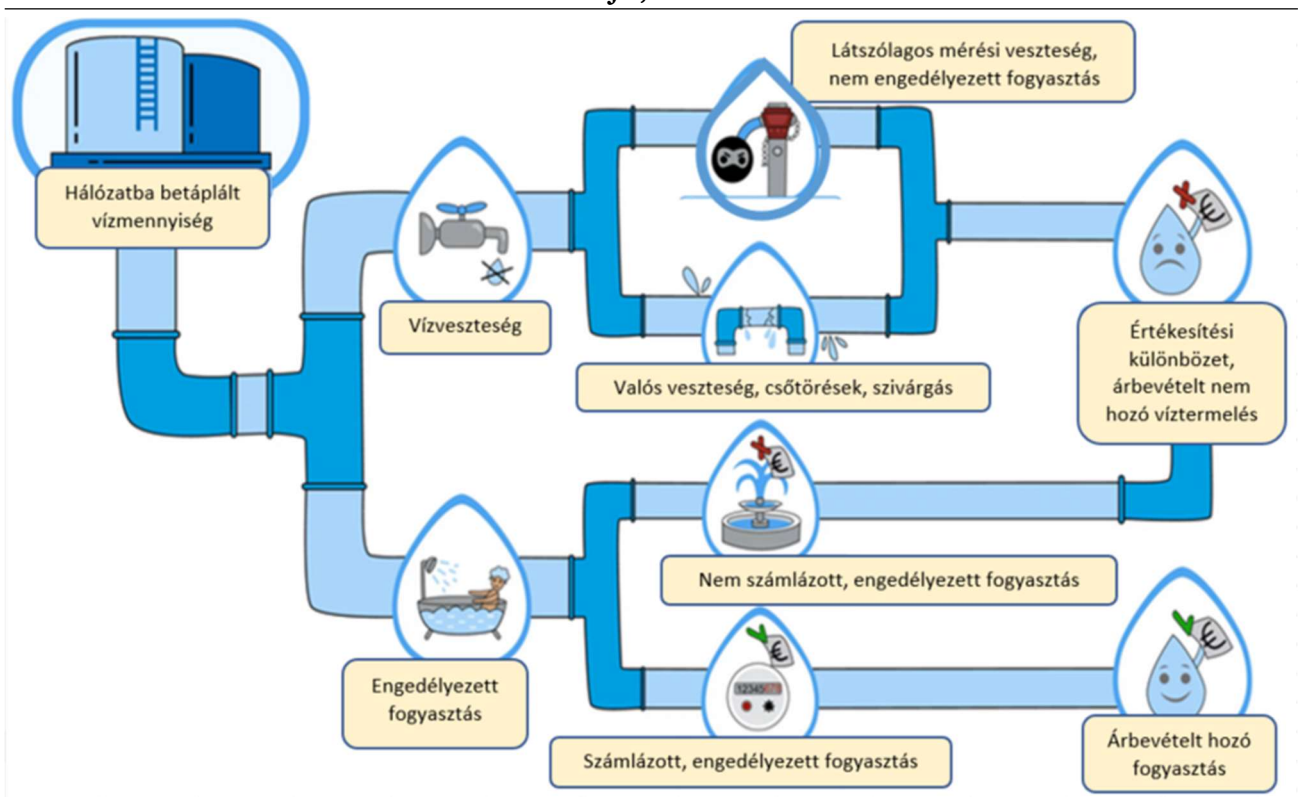 Látszólagos mérési veszteség,
nem engedélyezett fogyasztás
Hálózatba betáplált
vízmennyiség
Vízveszteség
Valós veszteség, csőtörések, szivárgás
Értékesítési
különbözet,
árbevételt nem
hozó víztermelés
Nem számlázott, engedélyezett fogyasztás
Engedélyezett
fogyasztás
12345678
Számlázott, engedélyezett fogyasztás
Árbevételt hozó
fogyasztás